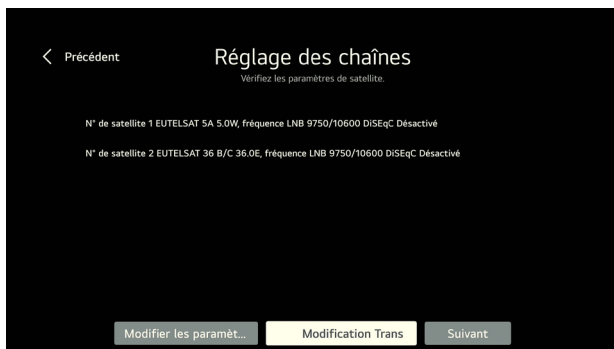 Précédent
Réglage des chaînes
Vérifiez les paramètres de satellite.
N° de satellite 1 EUTELSAT 5A 5.0W, fréquence LNB 9750/10600 DiSEqC Désactivé
N° de satellite 2 EUTELSAT 36 B/C 36.0E, fréquence LNB 9750/10600 DiSEqC Désactivé
Modifier les paramèt... Modification Trans Suivant